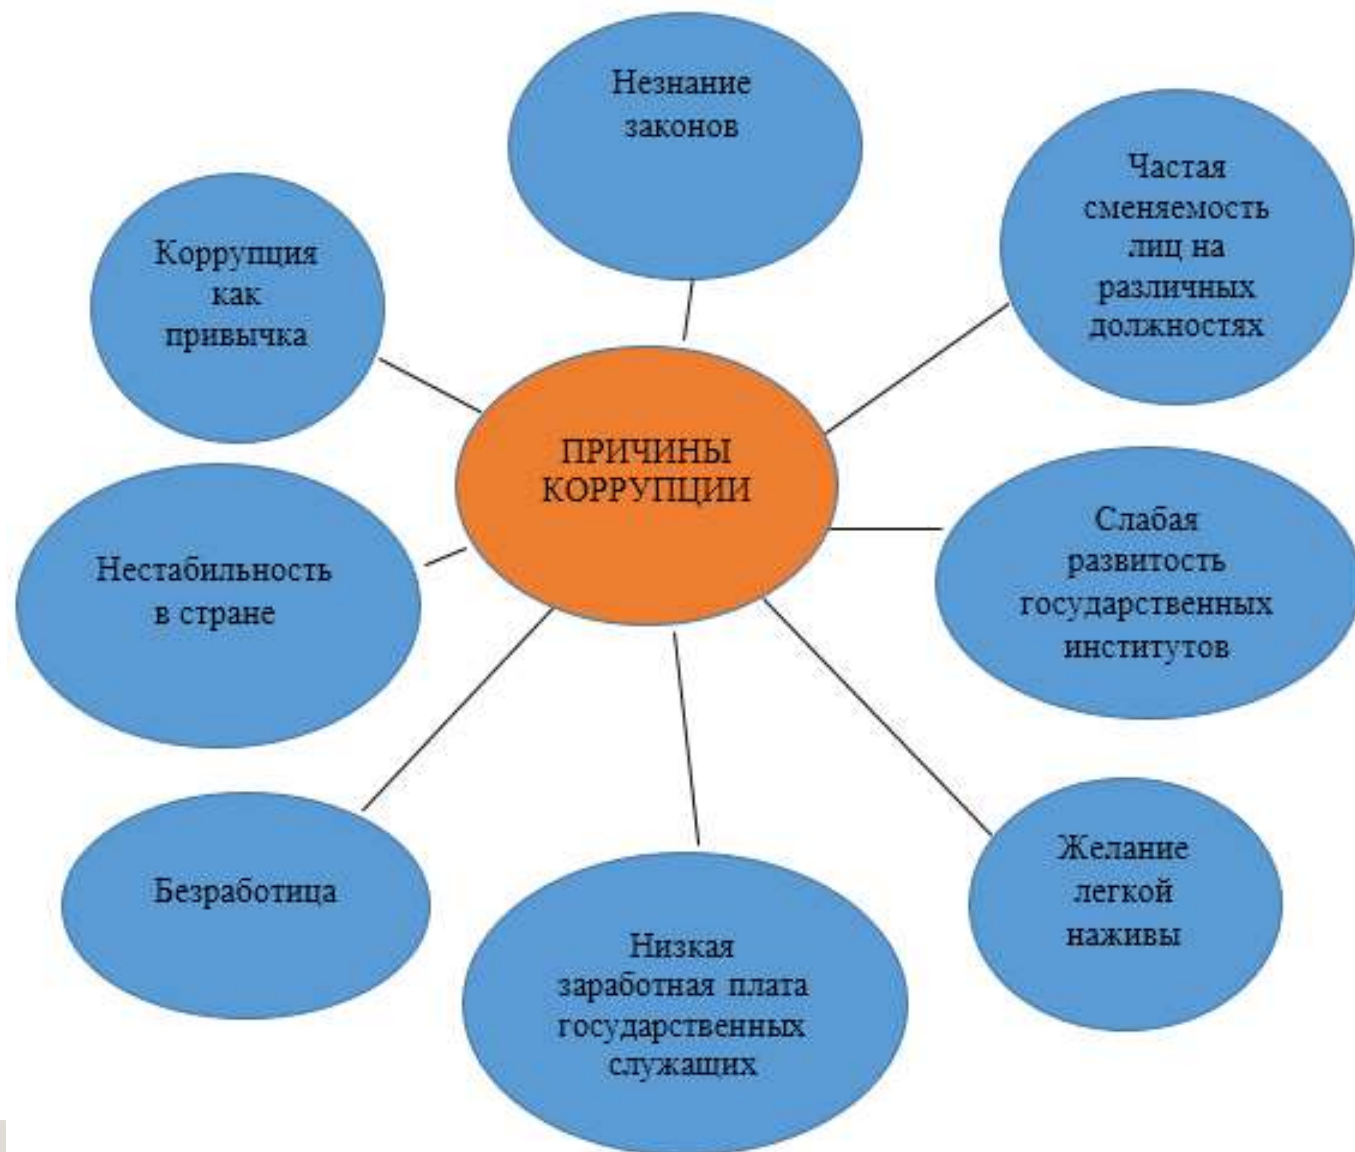 Незнание
законов
Частая
сменяемость
лиц на
различных
должностях
Коррупция
как
привычка
ПРИЧИНЫ
КОРРУПЦИИ
Слабая
развитость
государственных
институтов
Нестабильность
в стране
Желание
легкой
наживы
Безработица
Низкая
заработная плата
государственных
служащих